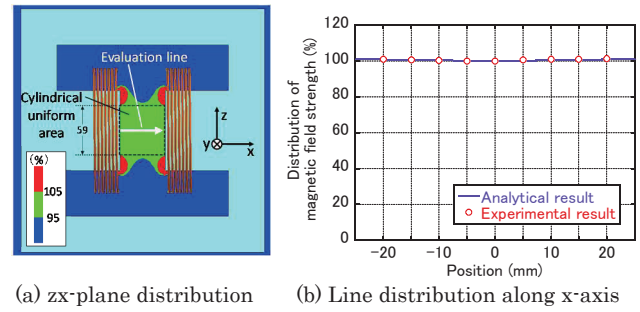 Evaluation line
Cylindrical
uniform
area
59
z
y
x
(%)
105
95
(a) zx-plane distribution
Distribution of
magnetic field strength (%)
120
100
80
60
40
20
0
Analytical result
Experimental result
-20
-10
0
10
20
Position (mm)
(b) Line distribution along x-axis